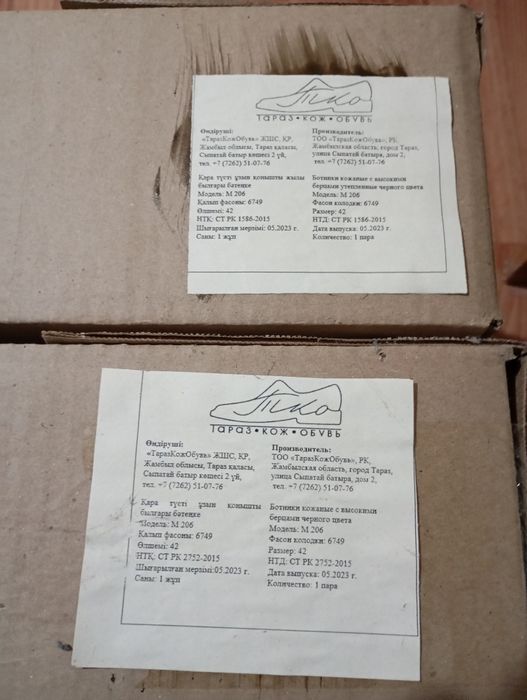 ТКО
ТАРАЗ • КОЖ • ОБУВЬ
Өндіруші:
«ТаразКожОбувь» ЖШС, ҚР,
Жамбыл облысы, Тараз қаласы,
Сыпатай батыр көшесі 2 үй,
тел. +7 (7262) 51-07-76
Қара түсті ұзын қонышты жылы
былғары бәтеңке
Модель: М 206
Қалып фасоны: 6749
Өлшемі: 42
НТҚ: СТ РК 1586-2015
Шығарылған мерзімі: 05.2023 г.
Саны: 1 жұп
Производитель:
ТОО «ТаразКожОбувь», РК,
Жамбылская область, город Тараз,
улица Сыпатай батыра, дом 2,
тел. +7 (7262) 51-07-76
Ботинки кожаные с высокими
берцами утепленные черного цвета
Модель: М 206
Фасон колодки: 6749
Размер: 42
НТД: СТ РК 1586-2015
Дата выпуска: 05.2023 г.
Количество: 1 пара
ТКО
ТАРАЗ • КОЖ • ОБУВЬ
Өндіруші:
«ТаразКожОбувь» ЖШС, ҚР,
Жамбыл облысы, Тараз қаласы,
Сыпатай батыр көшесі 2 үй,
тел. +7 (7262) 51-07-76
Қара түсті ұзын қонышты
былғары бәтеңке
Модель: М 206
Қалып фасоны: 6749
Өлшемі: 42
НТҚ: СТ РК 2752-2015
Шығарылған мерзімі:05.2023 г.
Саны: 1 жұп
Производитель:
ТОО «ТаразКожОбувь», РК,
Жамбылская область, город Тараз,
улица Сыпатай батыра, дом 2,
тел. +7 (7262) 51-07-76
Ботинки кожаные с высокими
берцами черного цвета
Модель: М 206
Фасон колодки: 6749
Размер: 42
НТД: СТ РК 2752-2015
Дата выпуска: 05.2023 г.
Количество: 1 пара